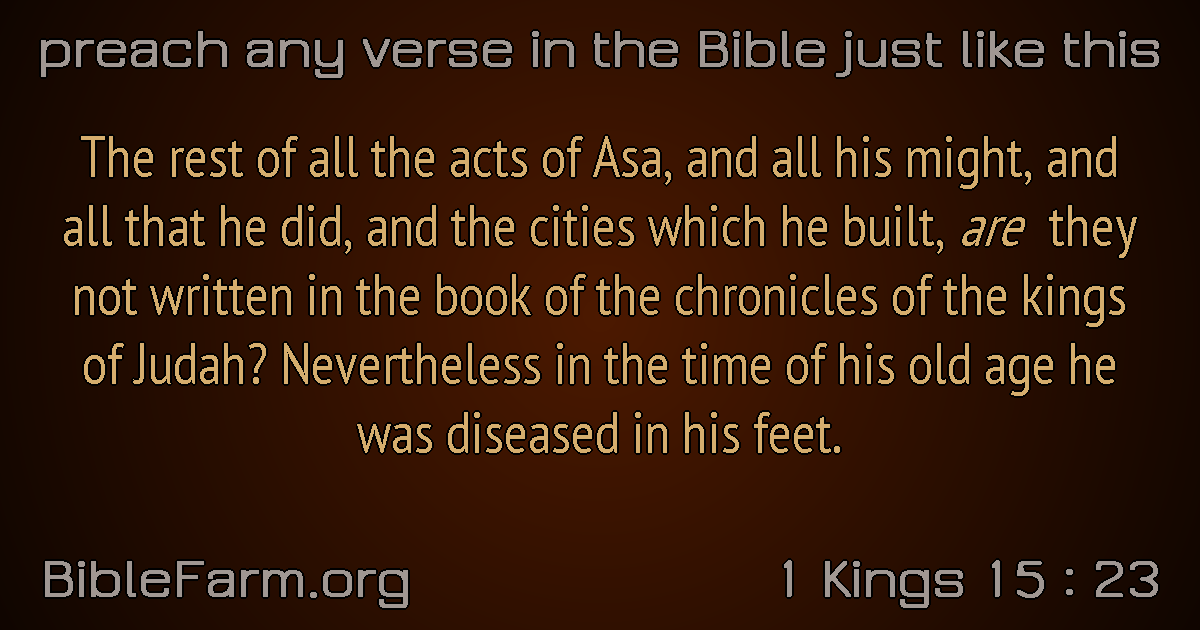 preach any verse in the Bible just like this
The rest of all the acts of Asa, and all his might, and
all that he did, and the cities which he built, are they
not written in the book of the chronicles of the kings
of Judah? Nevertheless in the time of his old age he
was diseased in his feet.
BibleFarm.org
1 Kings 15 : 23